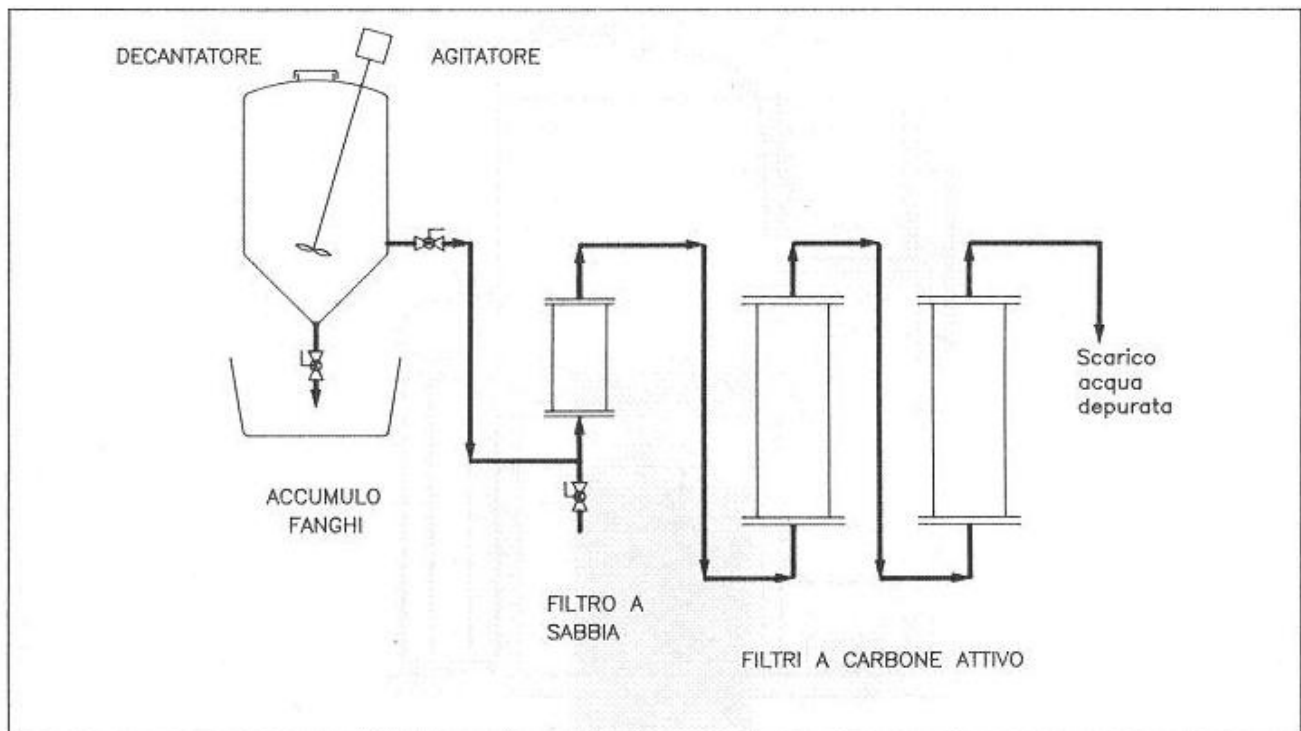 DECANTATORE
AGITATORE
ACCUMULO
FANGHI
FILTRO A
SABBIA
FILTRI A CARBONE ATTIVO
Scarico
acqua
depurata